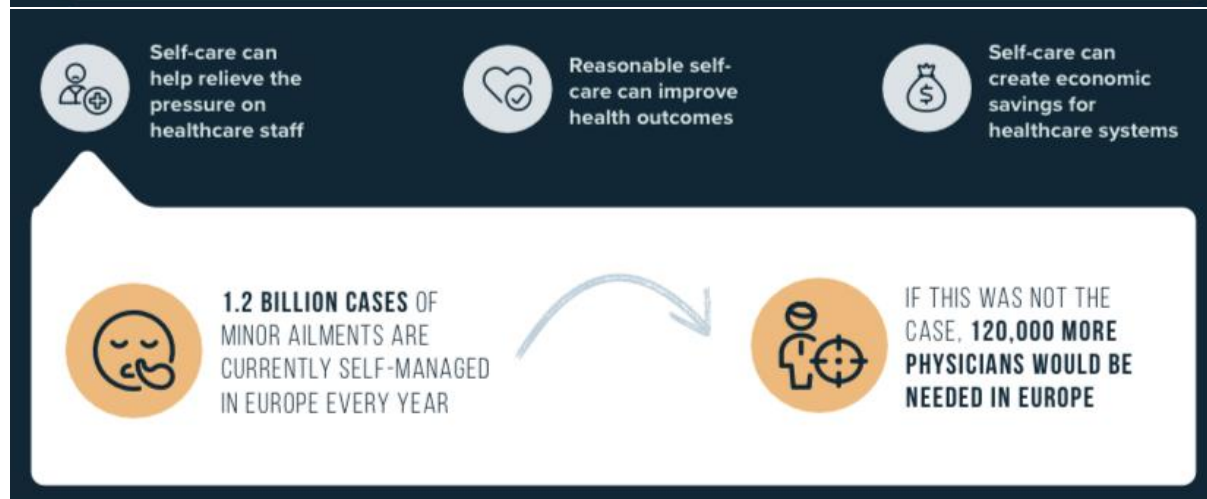 Self-care can
help relieve the
pressure on
healthcare staff
Reasonable self-
care can improve
health outcomes
Self-care can
create economic
savings for
healthcare systems
1.2 BILLION CASES OF
MINOR AILMENTS ARE
CURRENTLY SELF-MANAGED
IN EUROPE EVERY YEAR
IF THIS WAS NOT THE
CASE, 120,000 MORE
PHYSICIANS WOULD BE
NEEDED IN EUROPE